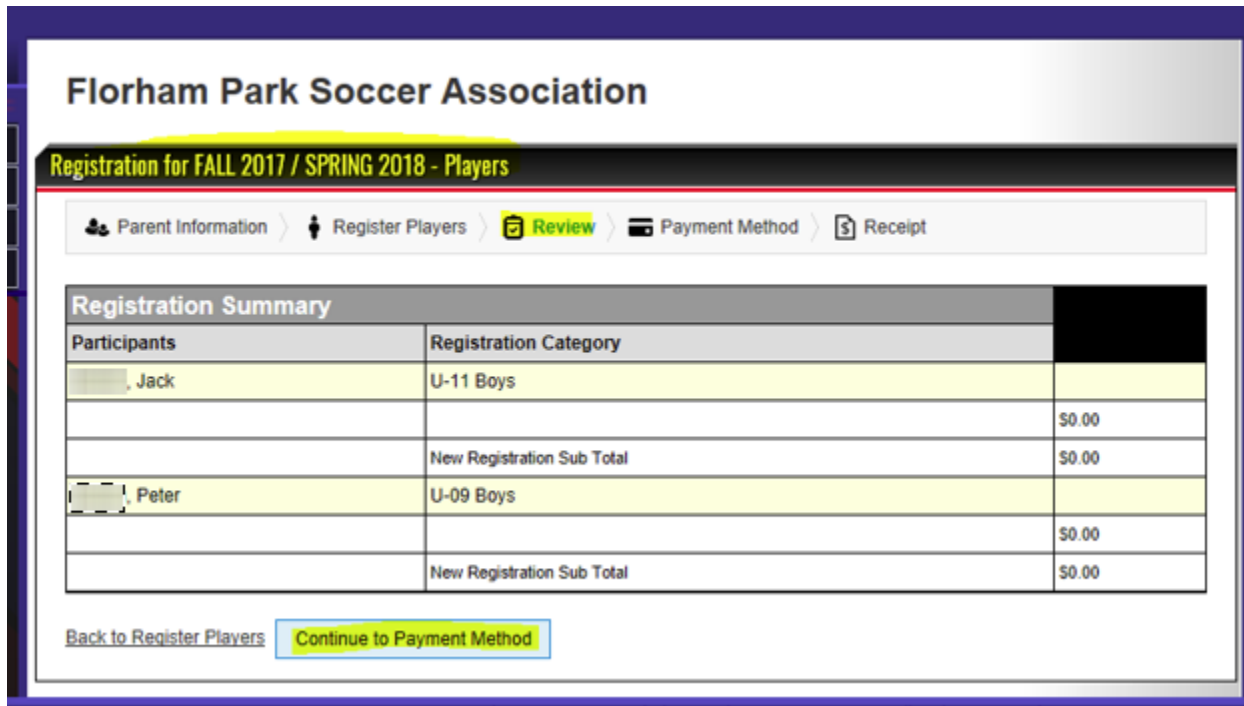 Florham Park Soccer Association
Registration for FALL 2017 / SPRING 2018 - Players
Parent Information Register Players Review Payment Method Receipt
Registration Summary
Participants Registration Category
, Jack U-11 Boys
$0.00
New Registration Sub Total $0.00
, Peter U-09 Boys
$0.00
New Registration Sub Total $0.00
Back to Register Players Continue to Payment Method